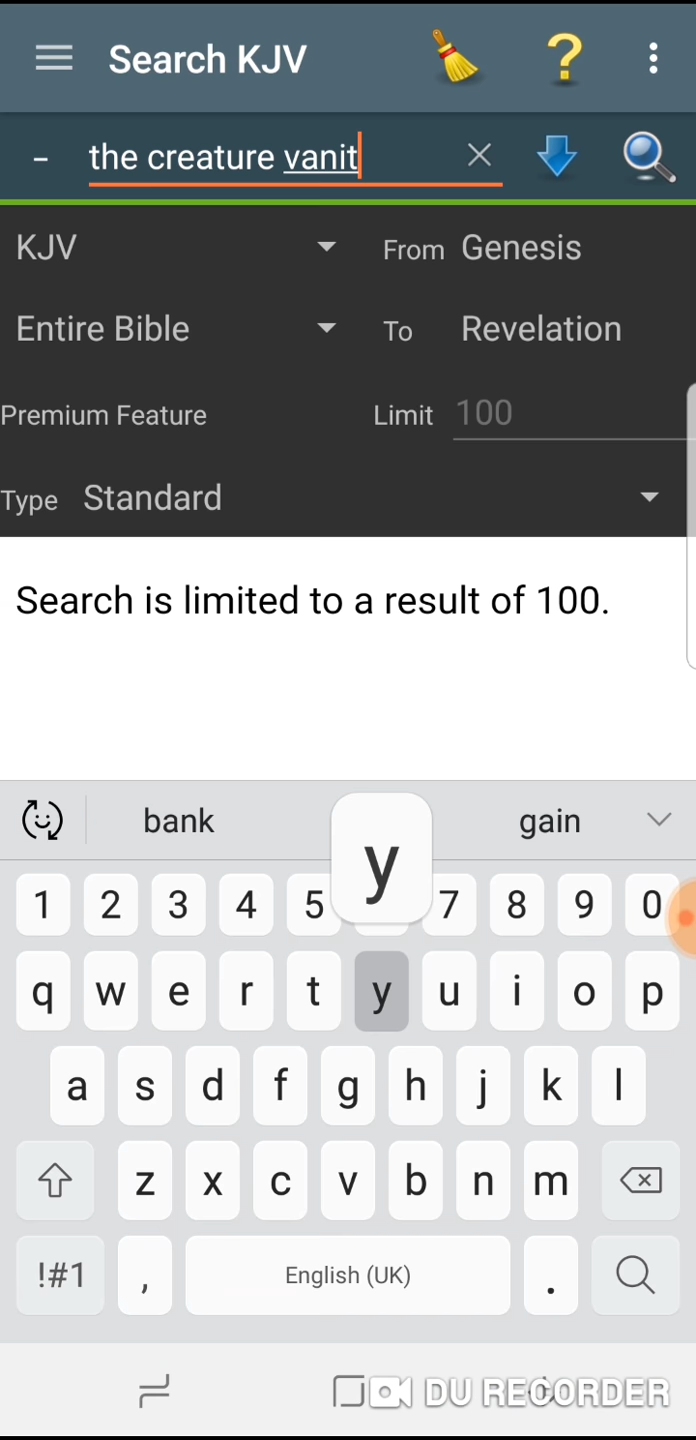 Search KJV
the creature vanit
KJV From Genesis
Entire Bible To Revelation
Premium Feature Limit 100
Type Standard
Search is limited to a result of 100.
bank gain
y
1 2 3 4 5 7 8 9 0
q w e r t y u i o p
a s d f g h j k l
z x c v b n m
!#1 , English (UK) .
DU RECORDER